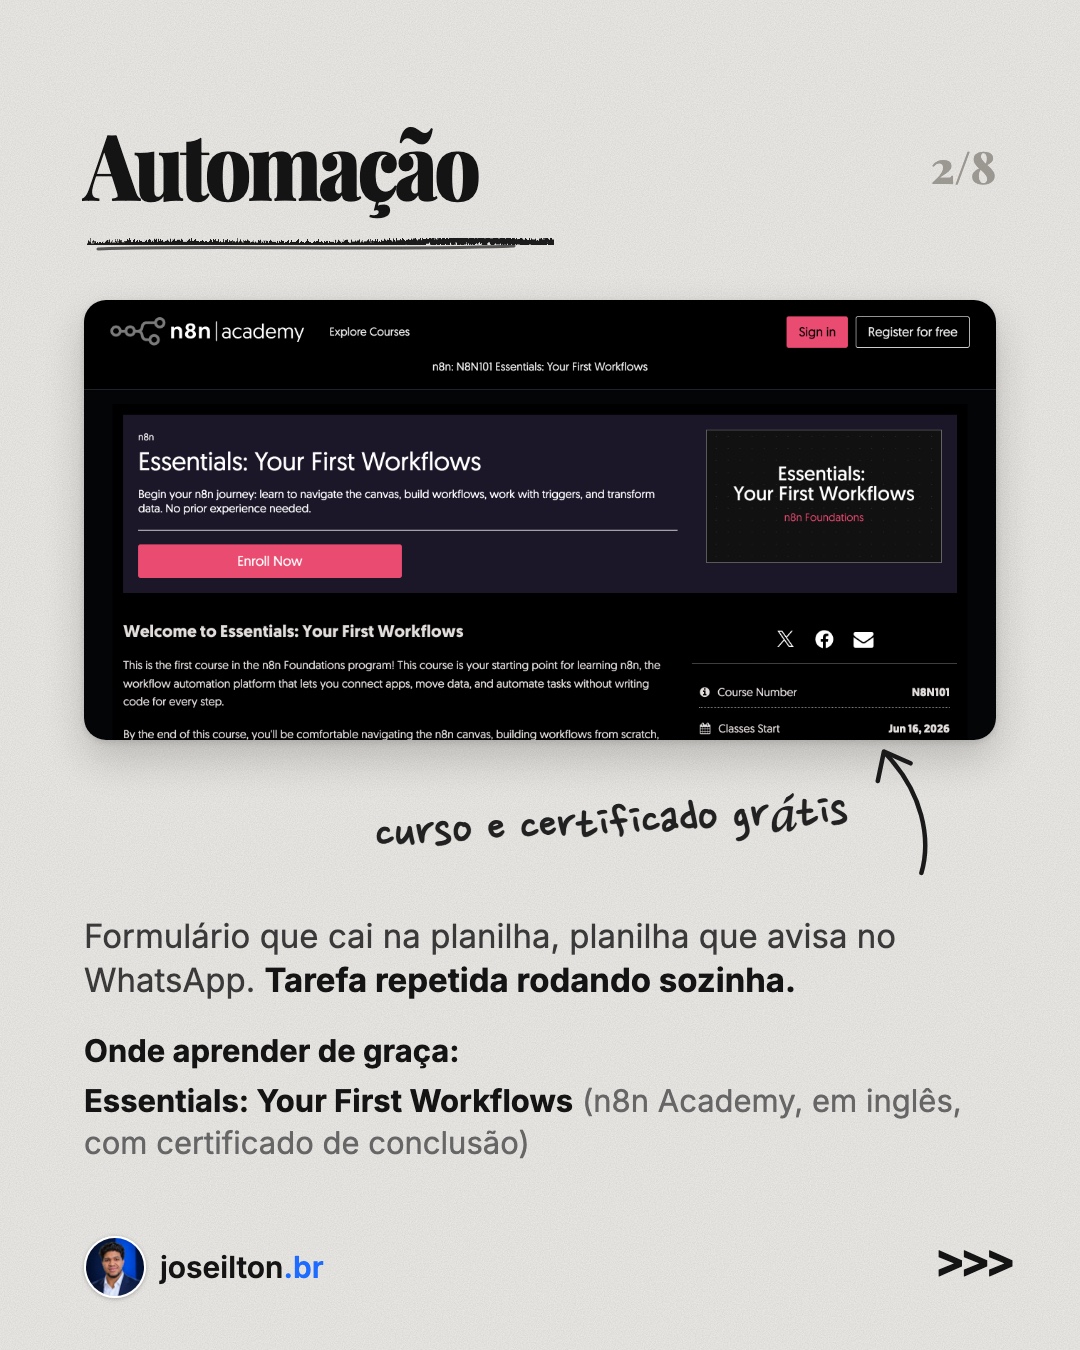 Automação
2/8
n8n academy
Explore Courses
Sign in
Register for free
n8n: N8N101 Essentials: Your First Workflows
n8n
Essentials: Your First Workflows
Begin your n8n journey: learn to navigate the canvas, build workflows, work with triggers, and transform
data. No prior experience needed.
Enroll Now
Essentials:
Your First Workflows
n8n Foundations
Welcome to Essentials: Your First Workflows
This is the first course in the n8n Foundations program! This course is your starting point for learning n8n, the
workflow automation platform that lets you connect apps, move data, and automate tasks without writing
code for every step.
By the end of this course, you'll be comfortable navigating the n8n canvas, building workflows from scratch,
Course Number N8N101
Classes Start Jun 16, 2026
curso e certificado grátis
Formulário que cai na planilha, planilha que avisa no
WhatsApp. Tarefa repetida rodando sozinha.
Onde aprender de graça:
Essentials: Your First Workflows (n8n Academy, em inglês,
com certificado de conclusão)
joseilton.br
>>>